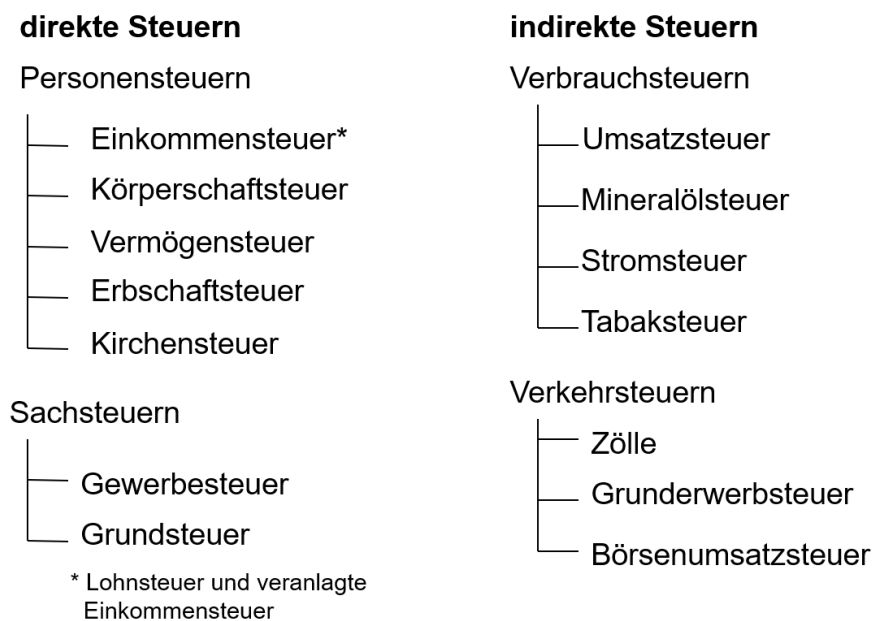 direkte Steuern
Personensteuern
Einkommensteuer*
Körperschaftsteuer
Vermögensteuer
Erbschaftsteuer
Kirchensteuer
Sachsteuern
Gewerbesteuer
Grundsteuer
* Lohnsteuer und veranlagte
Einkommensteuer
indirekte Steuern
Verbrauchsteuern
Umsatzsteuer
Mineralölsteuer
Stromsteuer
Tabaksteuer
Verkehrsteuern
Zölle
Grunderwerbsteuer
Börsenumsatzsteuer